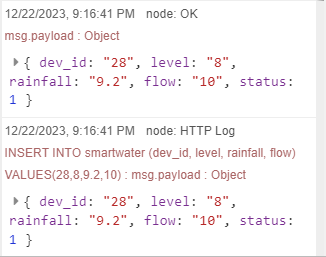 12/22/2023, 9:16:41 PM node: OK
msg.payload : Object
{ dev_id: "28", level: "8",
rainfall: "9.2", flow: "10", status:
1 }
12/22/2023, 9:16:41 PM node: HTTP Log
INSERT INTO smartwater (dev_id, level, rainfall, flow)
VALUES(28,8,9.2,10) : msg.payload : Object
{ dev_id: "28", level: "8",
rainfall: "9.2", flow: "10", status:
1 }